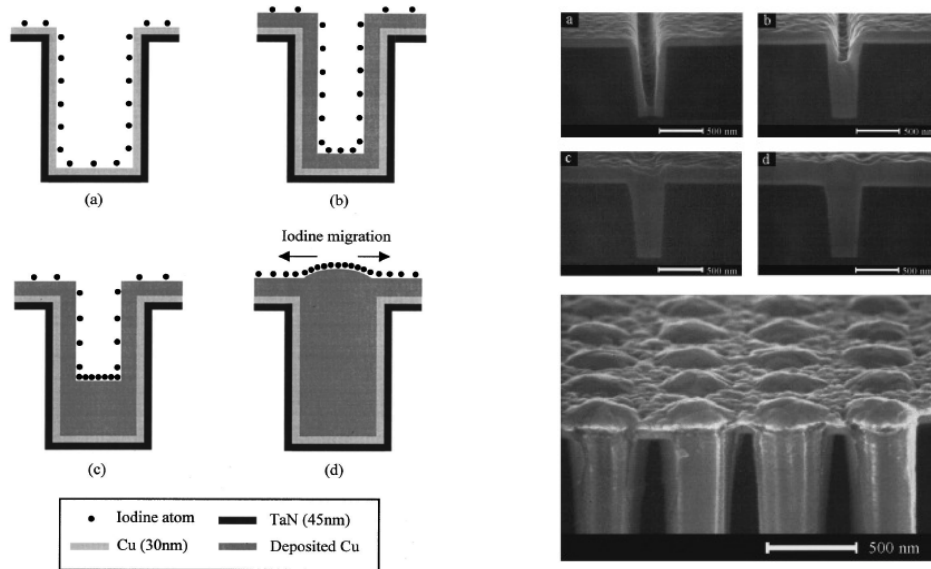 (a)
(b)
Iodine migration
(c)
(d)
Iodine atom
TaN (45nm)
Cu (30nm)
Deposited Cu
a
500 nm
b
500 nm
c
500 nm
d
500 nm
500 nm